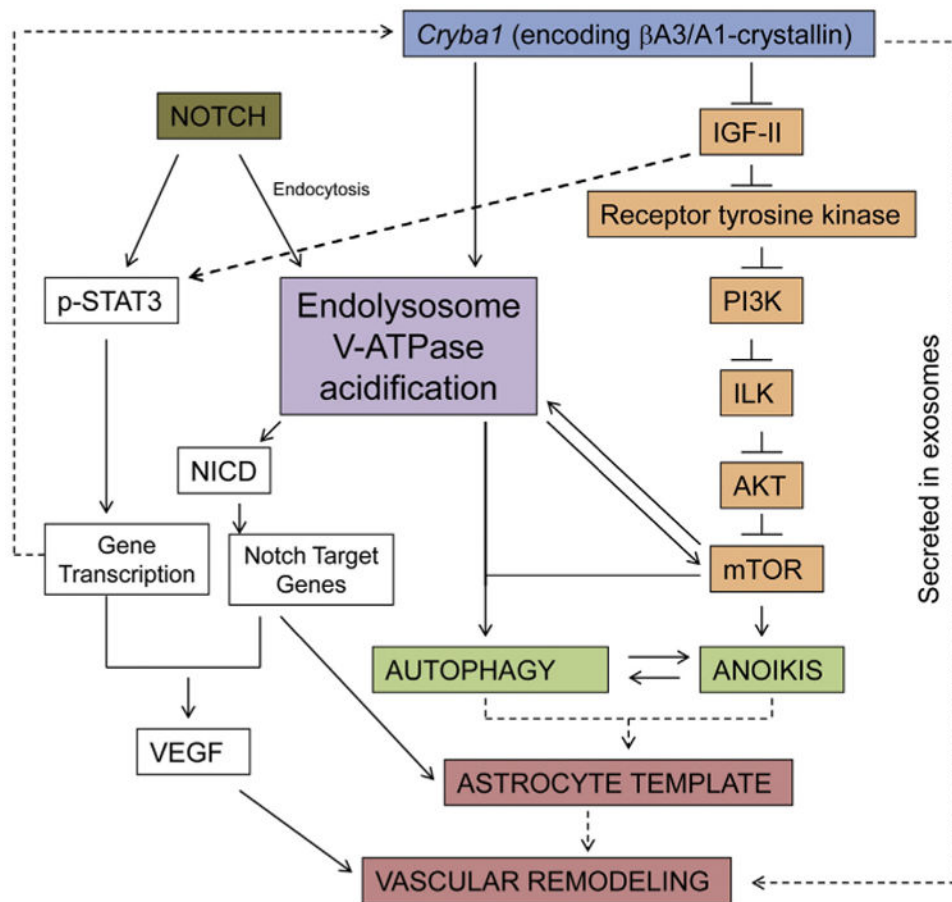 Cryba1 (encoding βA3/A1-crystallin)
NOTCH
IGF-II
Endocytosis
Receptor tyrosine kinase
p-STAT3
Endolysosome
V-ATPase
acidification
PI3K
ILK
NICD
AKT
Gene
Transcription
Notch Target
Genes
mTOR
Secreted in exosomes
AUTOPHAGY
ANOIKIS
VEGF
ASTROCYTE TEMPLATE
VASCULAR REMODELING